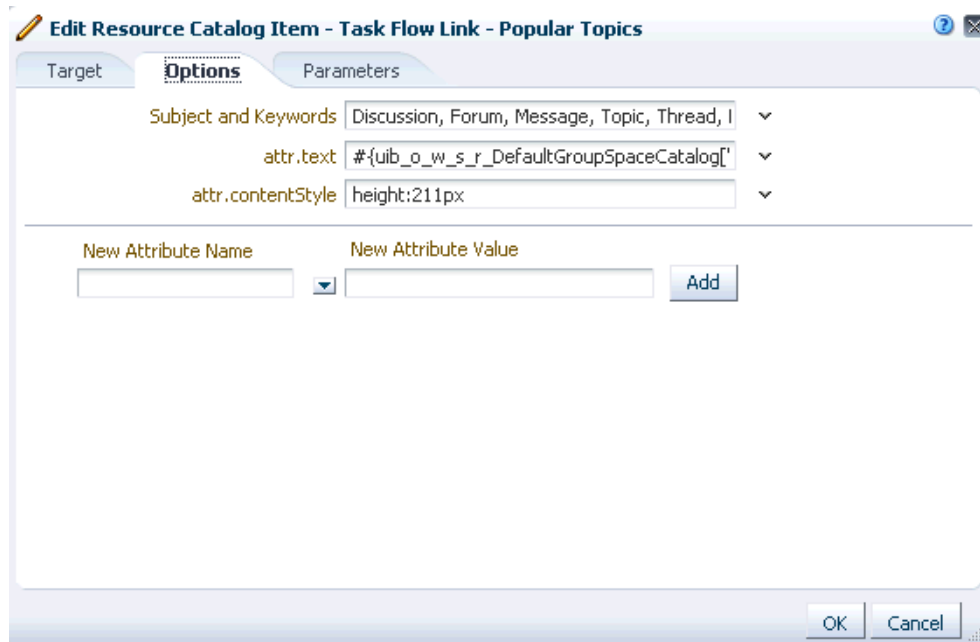 Edit Resource Catalog Item - Task Flow Link - Popular Topics
Target Options Parameters
Subject and Keywords Discussion, Forum, Message, Topic, Thread,
attr.text #{uib_o_w_s_r_DefaultGroupSpaceCatalog['
attr.contentStyle height:211px
New Attribute Name New Attribute Value
Add
OK Cancel